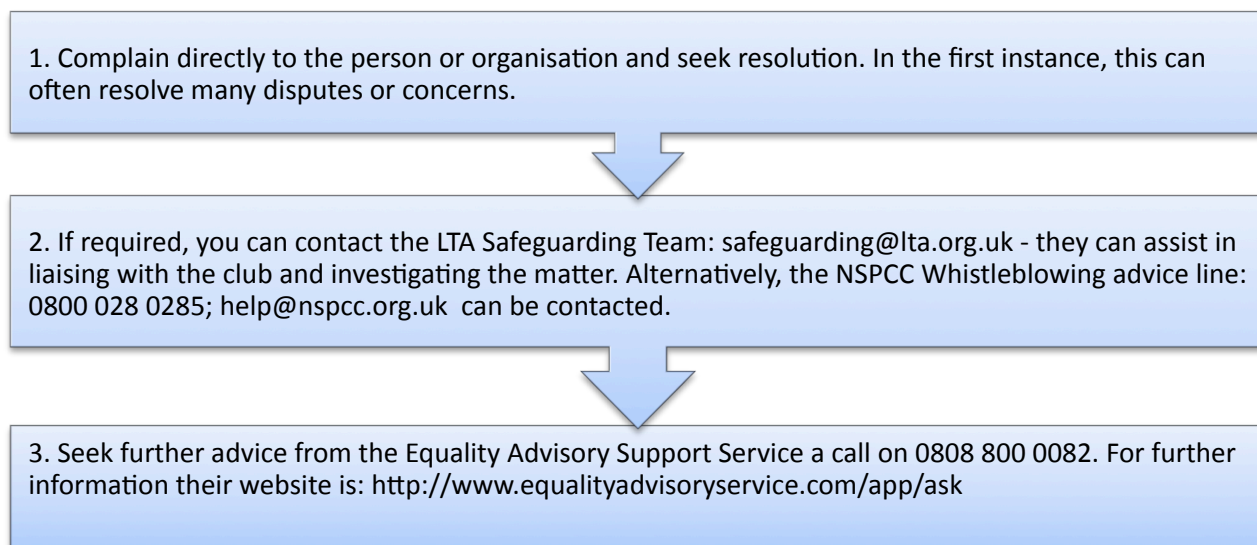 1. Complain directly to the person or organisation and seek resolution. In the first instance, this can
often resolve many disputes or concerns.
2. If required, you can contact the LTA Safeguarding Team: safeguarding@lta.org.uk - they can assist in
liaising with the club and investigating the matter. Alternatively, the NSPCC Whistleblowing advice line:
0800 028 0285; help@nspcc.org.uk  can be contacted.
3. Seek further advice from the Equality Advisory Support Service a call on 0808 800 0082. For further
information their website is: http://www.equalityadvisoryservice.com/app/ask